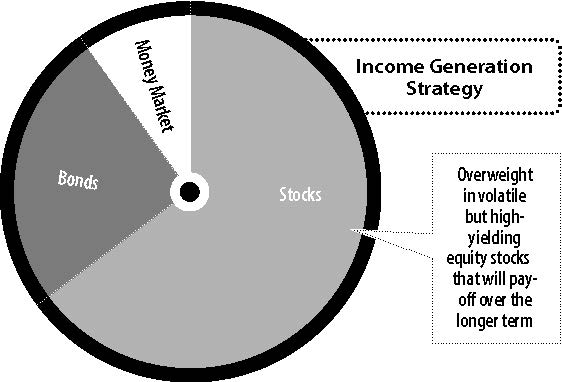 Money Market
Income Generation
Strategy
Bonds
Stocks
Overweight
in volatile
but high-
yielding
equity stocks
that will pay-
off over the
longer term